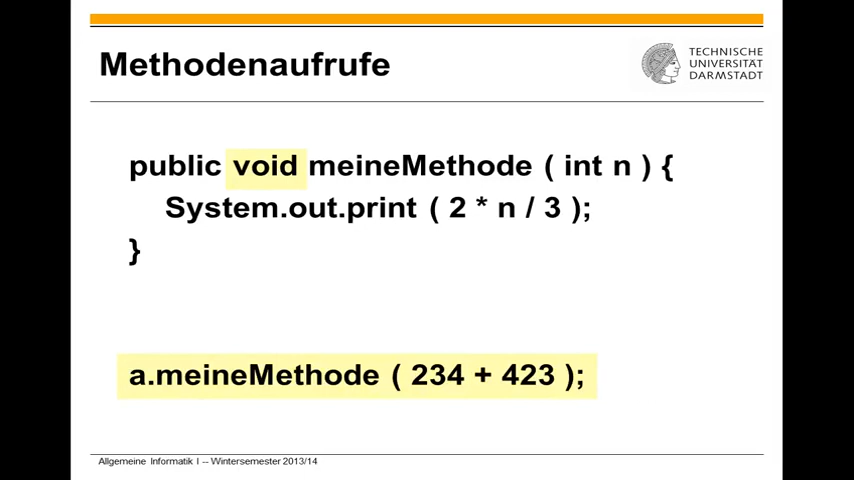 Methodenaufrufe
TECHNISCHE
UNIVERSITÄT
DARMSTADT
public void meineMethode ( int n ) {
System.out.print ( 2 * n / 3 );
}
a.meineMethode ( 234 + 423 );
Allgemeine Informatik I -- Wintersemester 2013/14